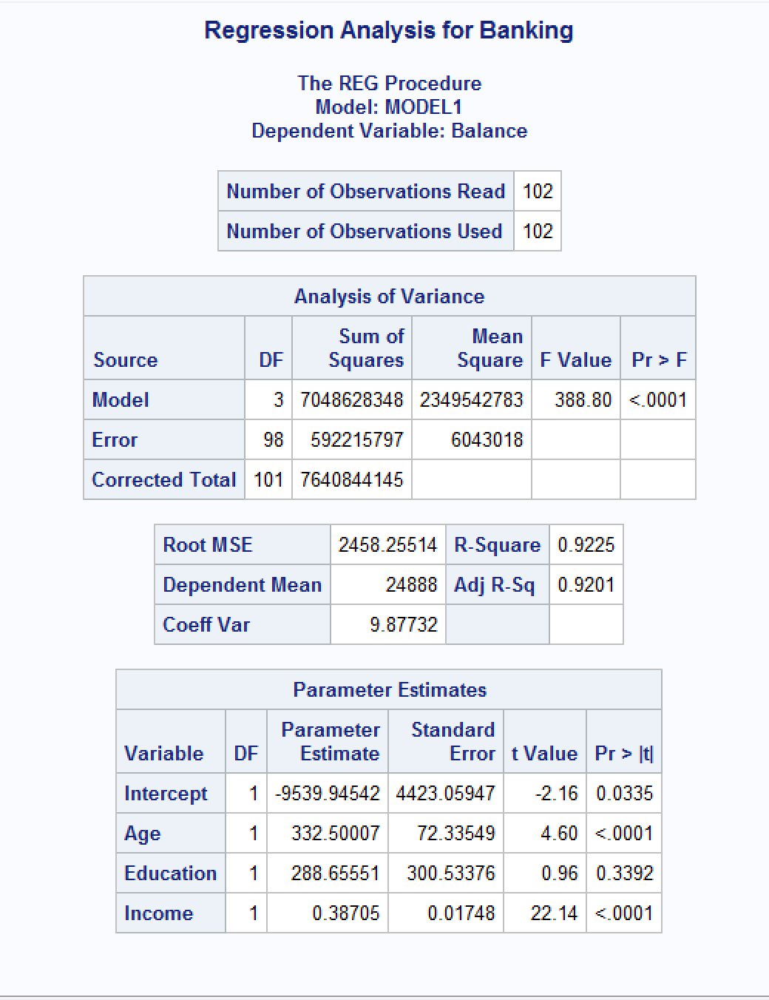 Regression Analysis for Banking
The REG Procedure
Model: MODEL1
Dependent Variable: Balance
Number of Observations Read 102
Number of Observations Used 102
Analysis of Variance
Source DF Sum of Squares Mean Square F Value Pr > F
Model 3 7048628348 2349542783 388.80 <.0001
Error 98 592215797 6043018
Corrected Total 101 7640844145
Root MSE 2458.25514 R-Square 0.9225
Dependent Mean 24888 Adj R-Sq 0.9201
Coeff Var 9.87732
Parameter Estimates
Variable DF Parameter Estimate Standard Error t Value Pr > |t|
Intercept 1 -9539.94542 4423.05947 -2.16 0.0335
Age 1 332.50007 72.33549 4.60 <.0001
Education 1 288.65551 300.53376 0.96 0.3392
Income 1 0.38705 0.01748 22.14 <.0001